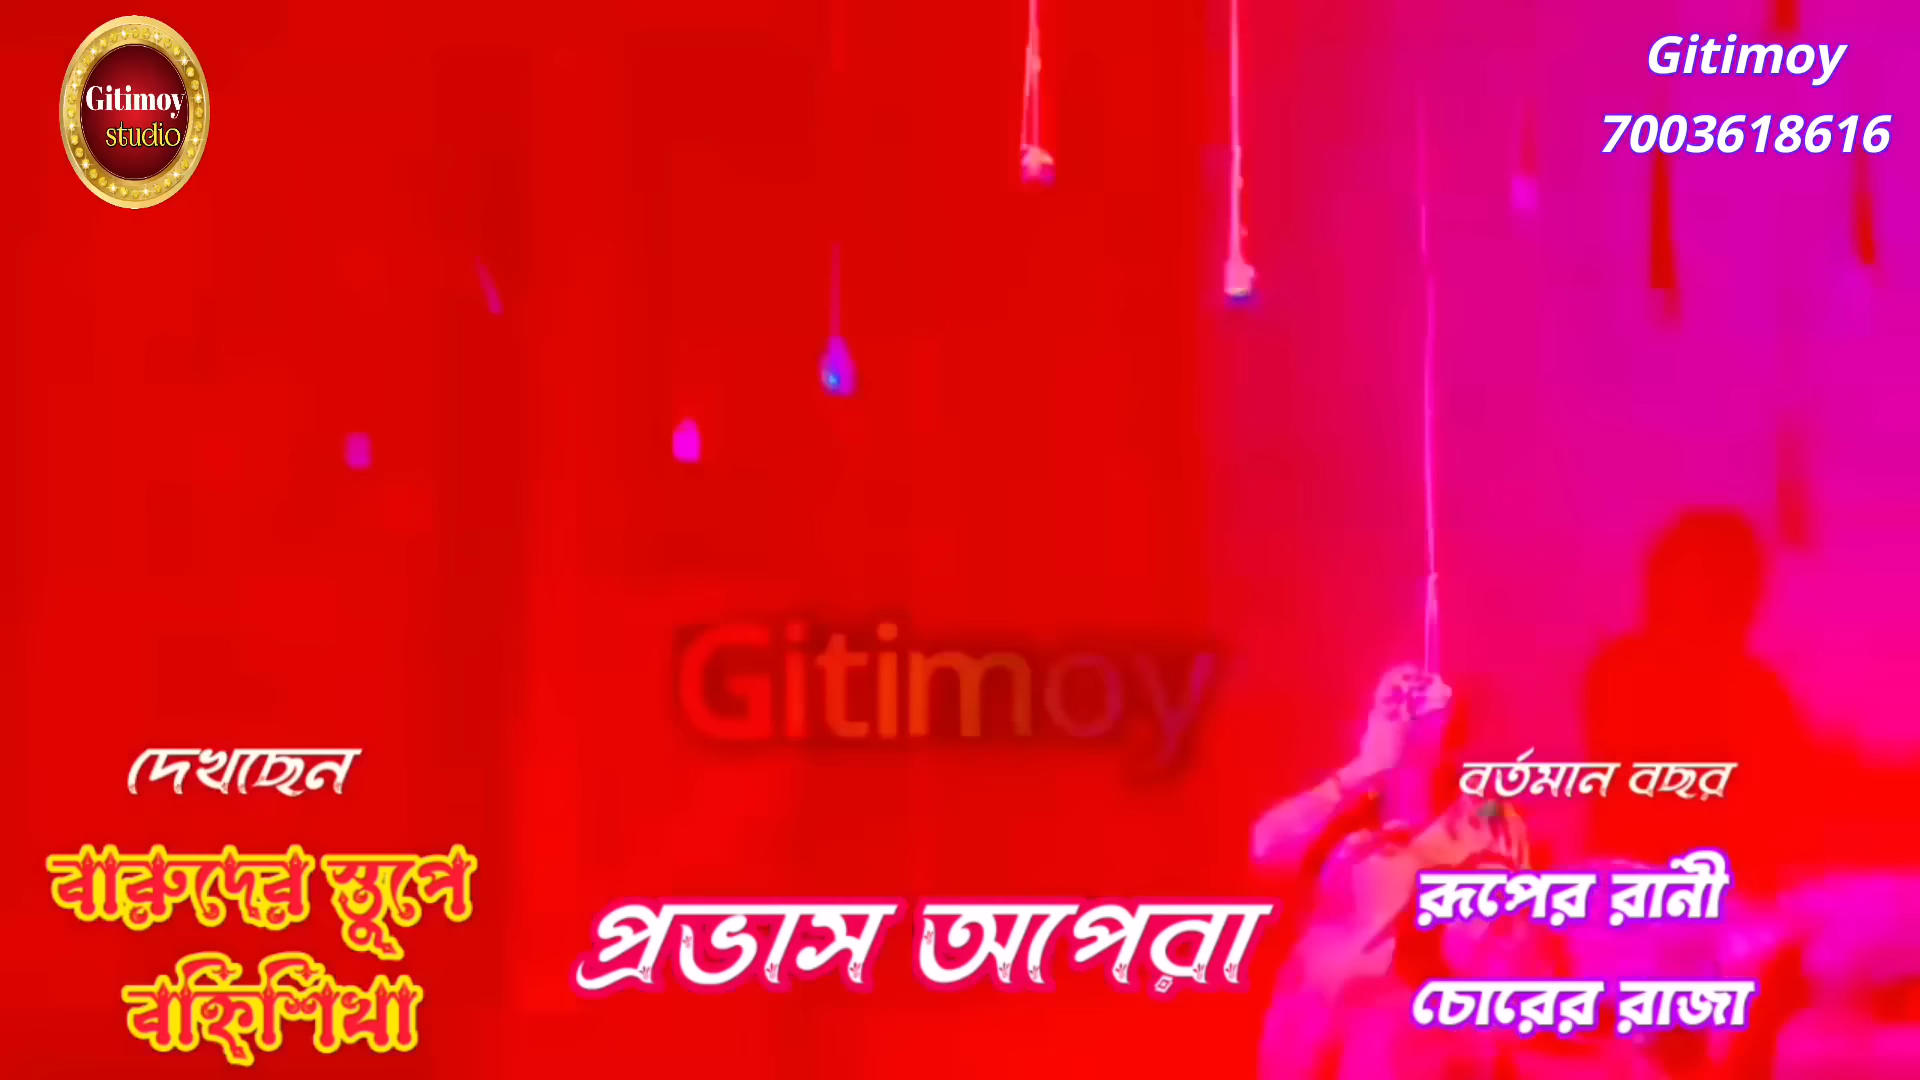 Gitimoy
studio
Gitimoy
7003618616
Gitimoy
দেখছেন
বারুদের স্তুপে
বহ্নিশিখা
প্রভাস অপেরা
বর্তমান বছর
রূপের রানী
চোরের রাজা